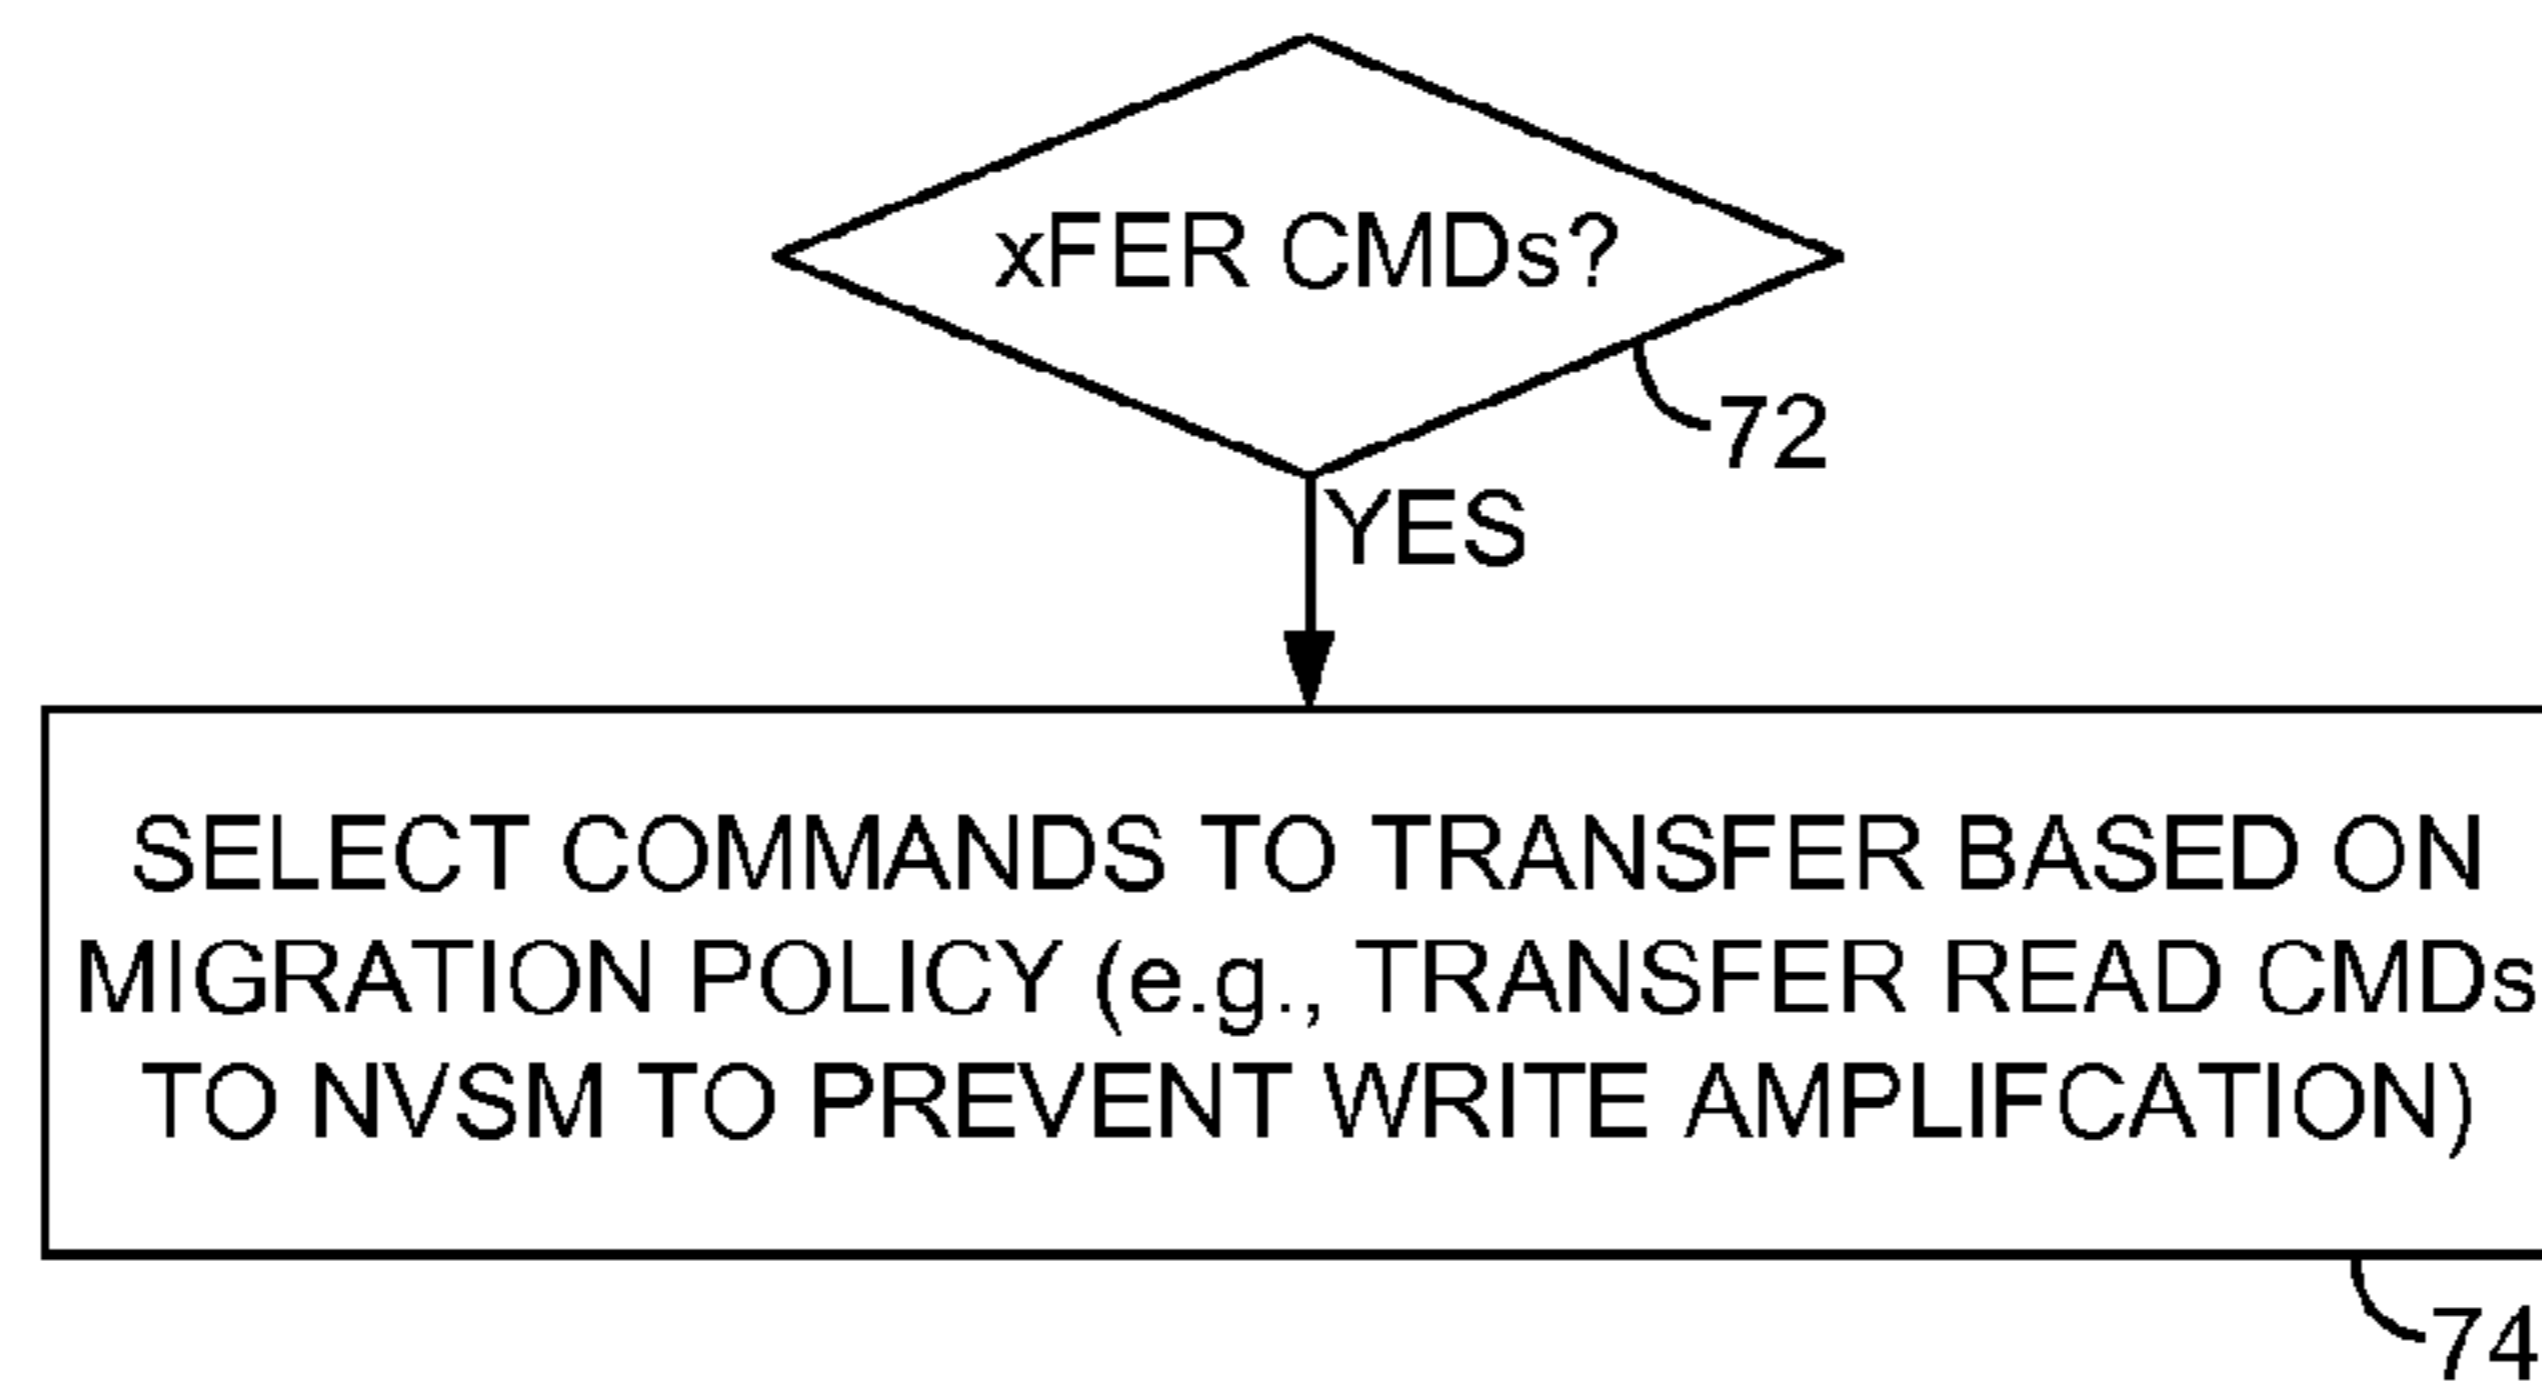 xFER CMDs?
72
YES
SELECT COMMANDS TO TRANSFER BASED ON
MIGRATION POLICY (e.g., TRANSFER READ CMDs
TO NVSM TO PREVENT WRITE AMPLIFCATION)
74